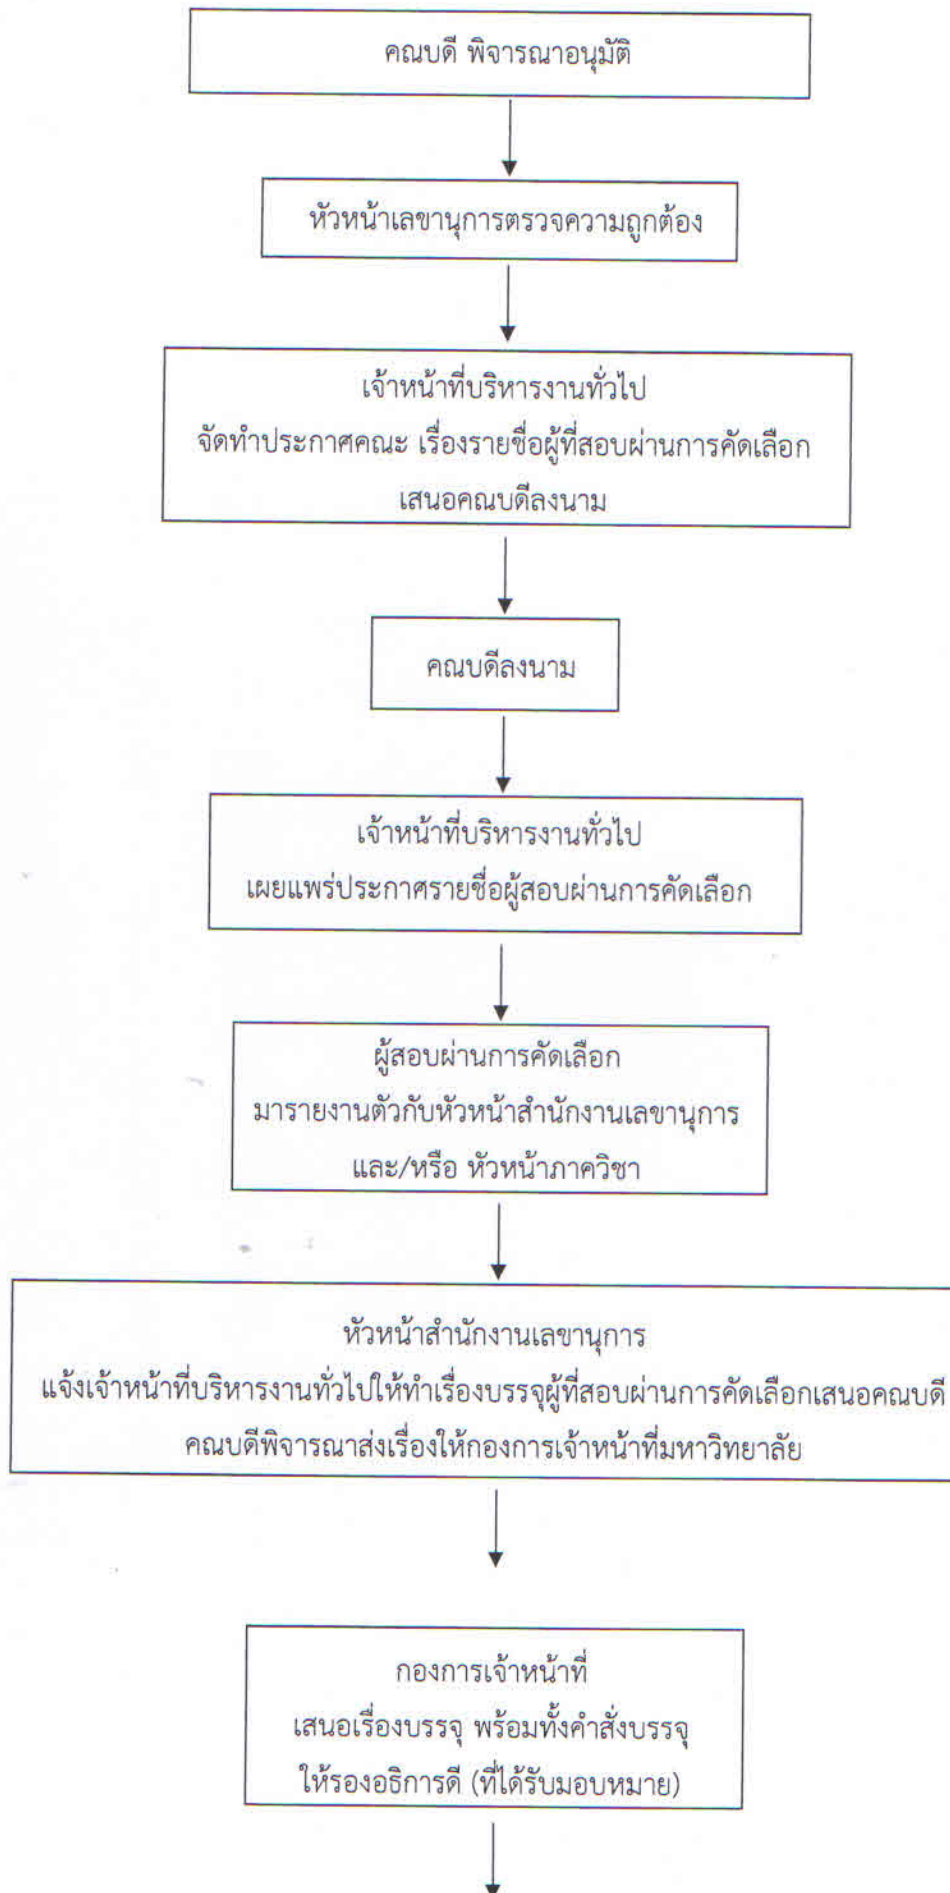 คณบดี พิจารณาอนุมัติ
หัวหน้าเลขานุการตรวจความถูกต้อง
เจ้าหน้าที่บริหารงานทั่วไป
จัดทำประกาศคณะ เรื่องรายชื่อผู้ที่สอบผ่านการคัดเลือก
เสนอคณบดีลงนาม
คณบดีลงนาม
เจ้าหน้าที่บริหารงานทั่วไป
เผยแพร่ประกาศรายชื่อผู้สอบผ่านการคัดเลือก
ผู้สอบผ่านการคัดเลือก
มารายงานตัวกับหัวหน้าสำนักงานเลขานุการ
และ/หรือ หัวหน้าภาควิชา
หัวหน้าสำนักงานเลขานุการ
แจ้งเจ้าหน้าที่บริหารงานทั่วไปให้ทำเรื่องบรรจุผู้ที่สอบผ่านการคัดเลือกเสนอคณบดี
คณบดีพิจารณาส่งเรื่องให้กองการเจ้าหน้าที่มหาวิทยาลัย
กองการเจ้าหน้าที่
เสนอเรื่องบรรจุ พร้อมทั้งคำสั่งบรรจุ
ให้รองอธิการดี (ที่ได้รับมอบหมาย)